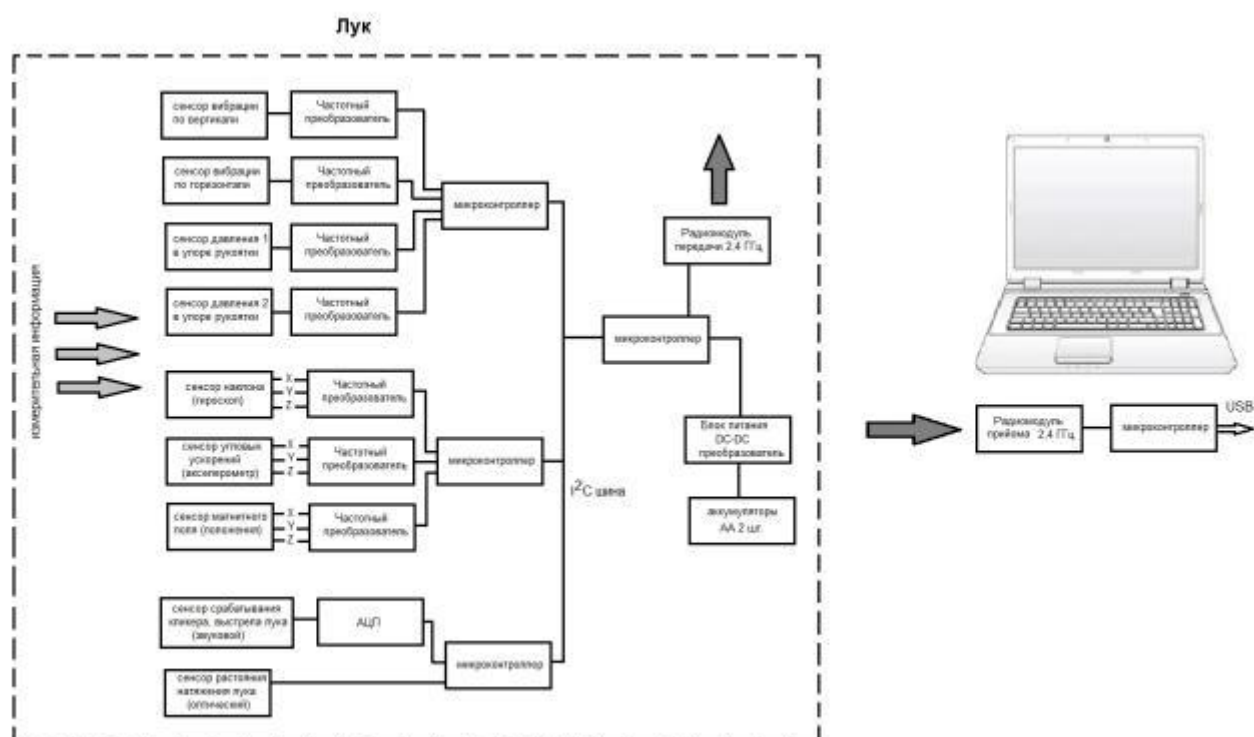 Лук
измерительная информация
сенсор вибрации
по вертикали
Частотный
преобразователь
сенсор вибрации
по горизонтали
Частотный
преобразователь
сенсор давления 1
в упоре рукоятки
Частотный
преобразователь
сенсор давления 2
в упоре рукоятки
Частотный
преобразователь
микроконтроллер
сенсор наклона
(гироскоп)
X
Y
Z
Частотный
преобразователь
сенсор угловых
ускорений
(акселерометр)
X
Y
Z
Частотный
преобразователь
сенсор магнитного
поля (положения)
X
Y
Z
Частотный
преобразователь
микроконтроллер
I²C шина
сенсор срабатывания
кликера, выстрела лука
(звуковой)
АЦП
сенсор растояния
натяжения лука
(оптический)
микроконтроллер
микроконтроллер
Радиомодуль
передачи 2.4 ГГц
Блок питания
DC-DC
преобразователь
аккумуляторы
АА 2 шт.
Радиомодуль
прийома 2,4 ГГц
микроконтроллер
USB